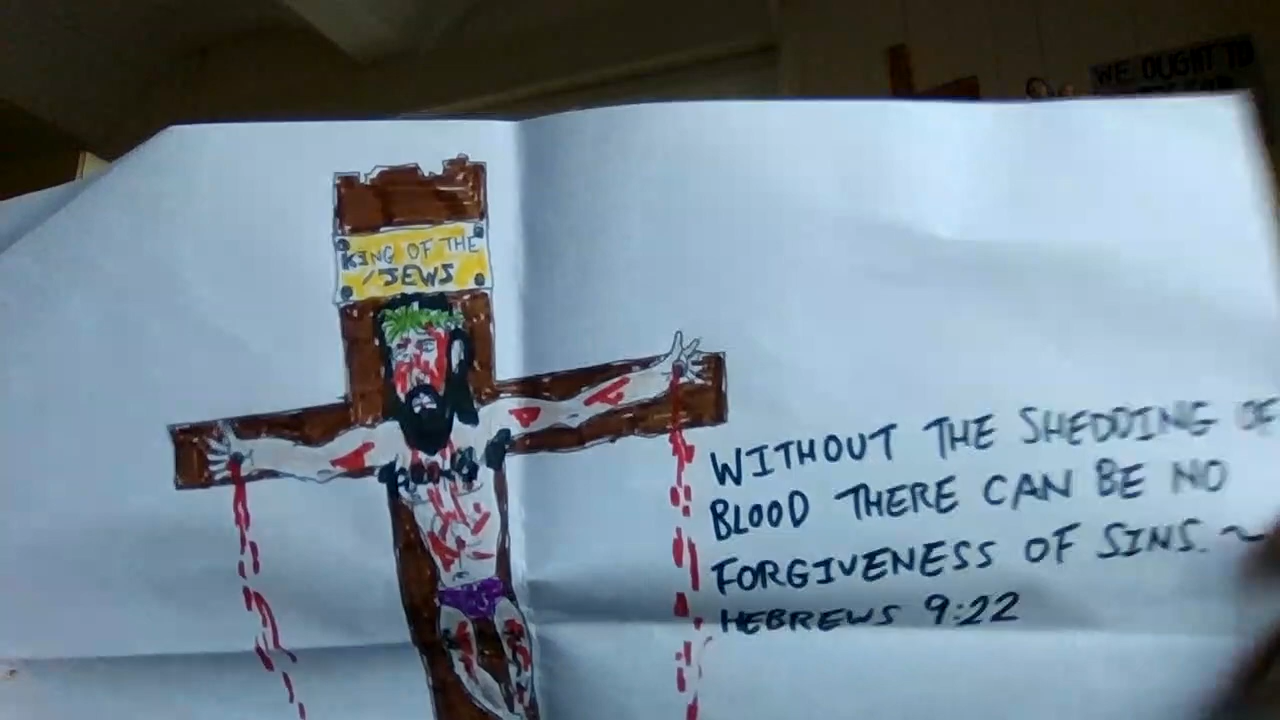 WE OUGHT TO
KING OF THE
JEWS
WITHOUT THE SHEDDING OF
BLOOD THERE CAN BE NO
FORGIVENESS OF SINS. ~
HEBREWS 9:22